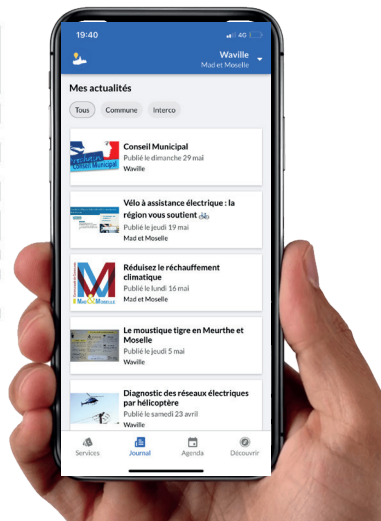 19:40
4G
Waville
Mad et Moselle
Mes actualités
Tous
Commune
Interco
Conseil Municipal
Publié le dimanche 29 mai
Waville
Conseil Municipal
Vélo à assistance électrique : la
région vous soutient
Publié le jeudi 19 mai
Mad et Moselle
Réduisez le réchauffement
climatique
Publié le lundi 16 mai
Mad et Moselle
M
MAD & MOSELLE
Le moustique tigre en Meurthe et
Moselle
Publié le jeudi 5 mai
Waville
Diagnostic des réseaux électriques
par hélicoptère
Publié le samedi 23 avril
Waville
Services
Journal
Agenda
Découvrir